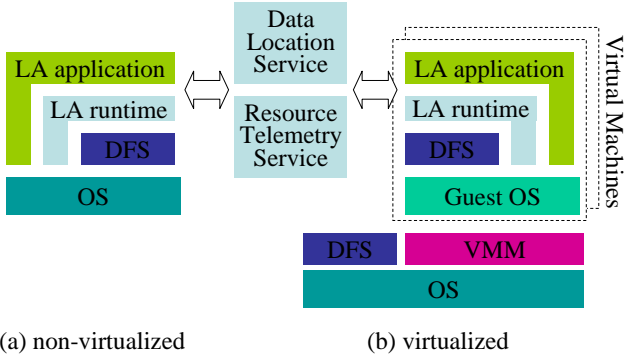 Data
Location
Service
LA application
LA runtime
DFS
OS
Resource
Telemetry
Service
LA application
LA runtime
DFS
Guest OS
Virtual Machines
DFS
VMM
OS
(a) non-virtualized
(b) virtualized